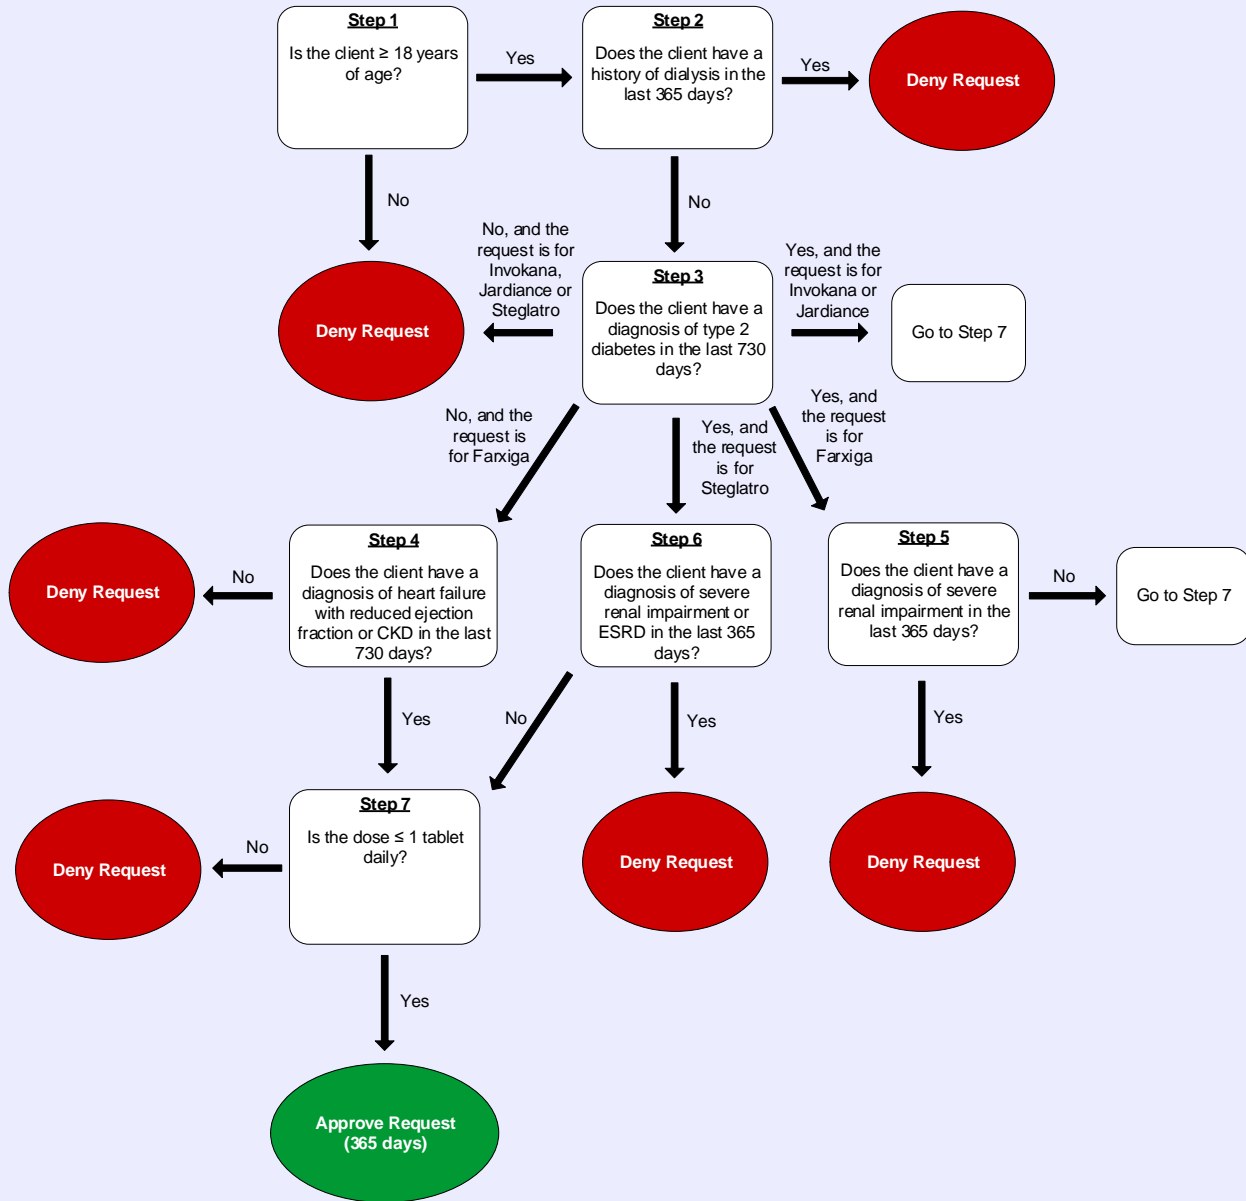 Step 1
Is the client ≥ 18 years
of age?
Yes
Step 2
Does the client have a
history of dialysis in the
last 365 days?
Yes
Deny Request
No
No
No, and the
request is for
Invokana,
Jardiance or
Steglatro
Deny Request
Step 3
Does the client have a
diagnosis of type 2
diabetes in the last 730
days?
Yes, and the
request is for
Invokana or
Jardiance
Go to Step 7
No, and the
request is
for Farxiga
Yes, and
the request
is for
Steglatro
Yes, and
the request
is for
Farxiga
Deny Request
No
Step 4
Does the client have a
diagnosis of heart failure
with reduced ejection
fraction or CKD in the last
730 days?
Step 6
Does the client have a
diagnosis of severe
renal impairment or
ESRD in the last 365
days?
Step 5
Does the client have a
diagnosis of severe
renal impairment in the
last 365 days?
No
Go to Step 7
Yes
No
Yes
Yes
Deny Request
No
Step 7
Is the dose ≤ 1 tablet
daily?
Deny Request
Deny Request
Yes
Approve Request
(365 days)